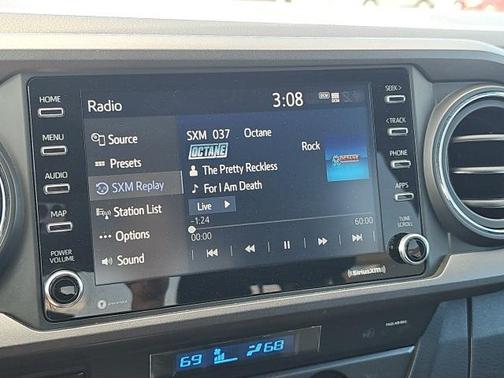 HOME
MENU
AUDIO
MAP
POWER
VOLUME
Radio
3:08
DCM
Source
Presets
SXM Replay
Station List
Options
Sound
SXM 037 Octane
OCTANE
Rock
The Pretty Reckless
For I Am Death
Live
-1:24
00:00
60:00
SEEK >
< TRACK
PHONE
APPS
TUNE
SCROLL
((SiriusXM))
69
68